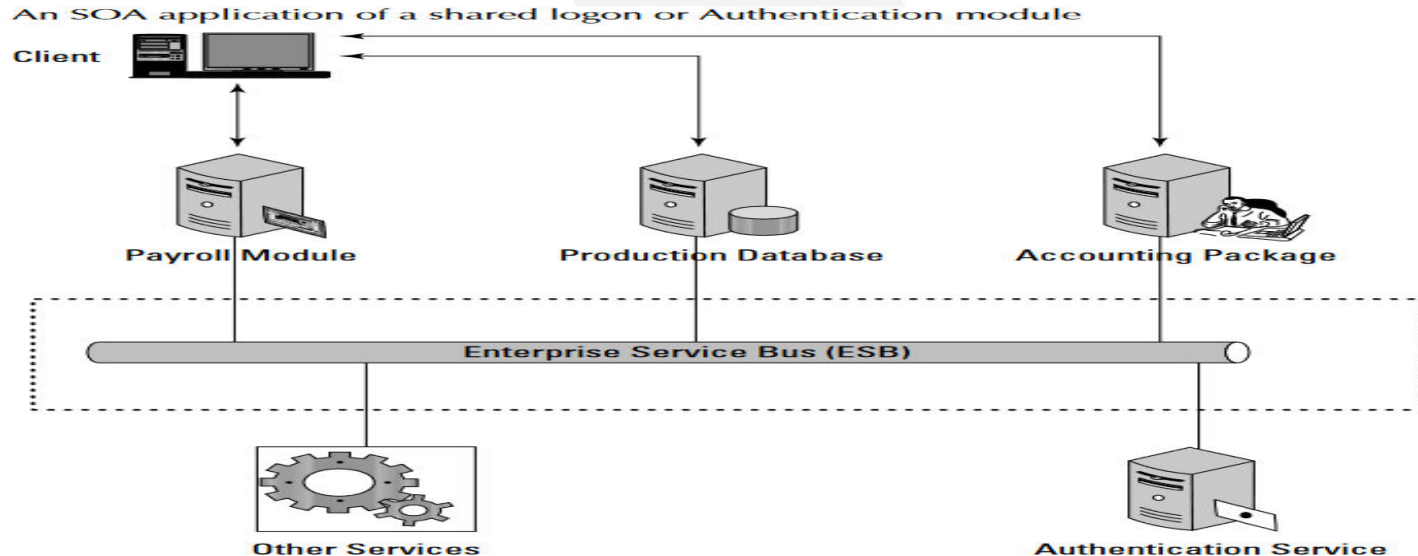 An SOA application of a shared logon or Authentication module
Client
Payroll Module
Production Database
Accounting Package
Enterprise Service Bus (ESB)
Other Services
Authentication Service